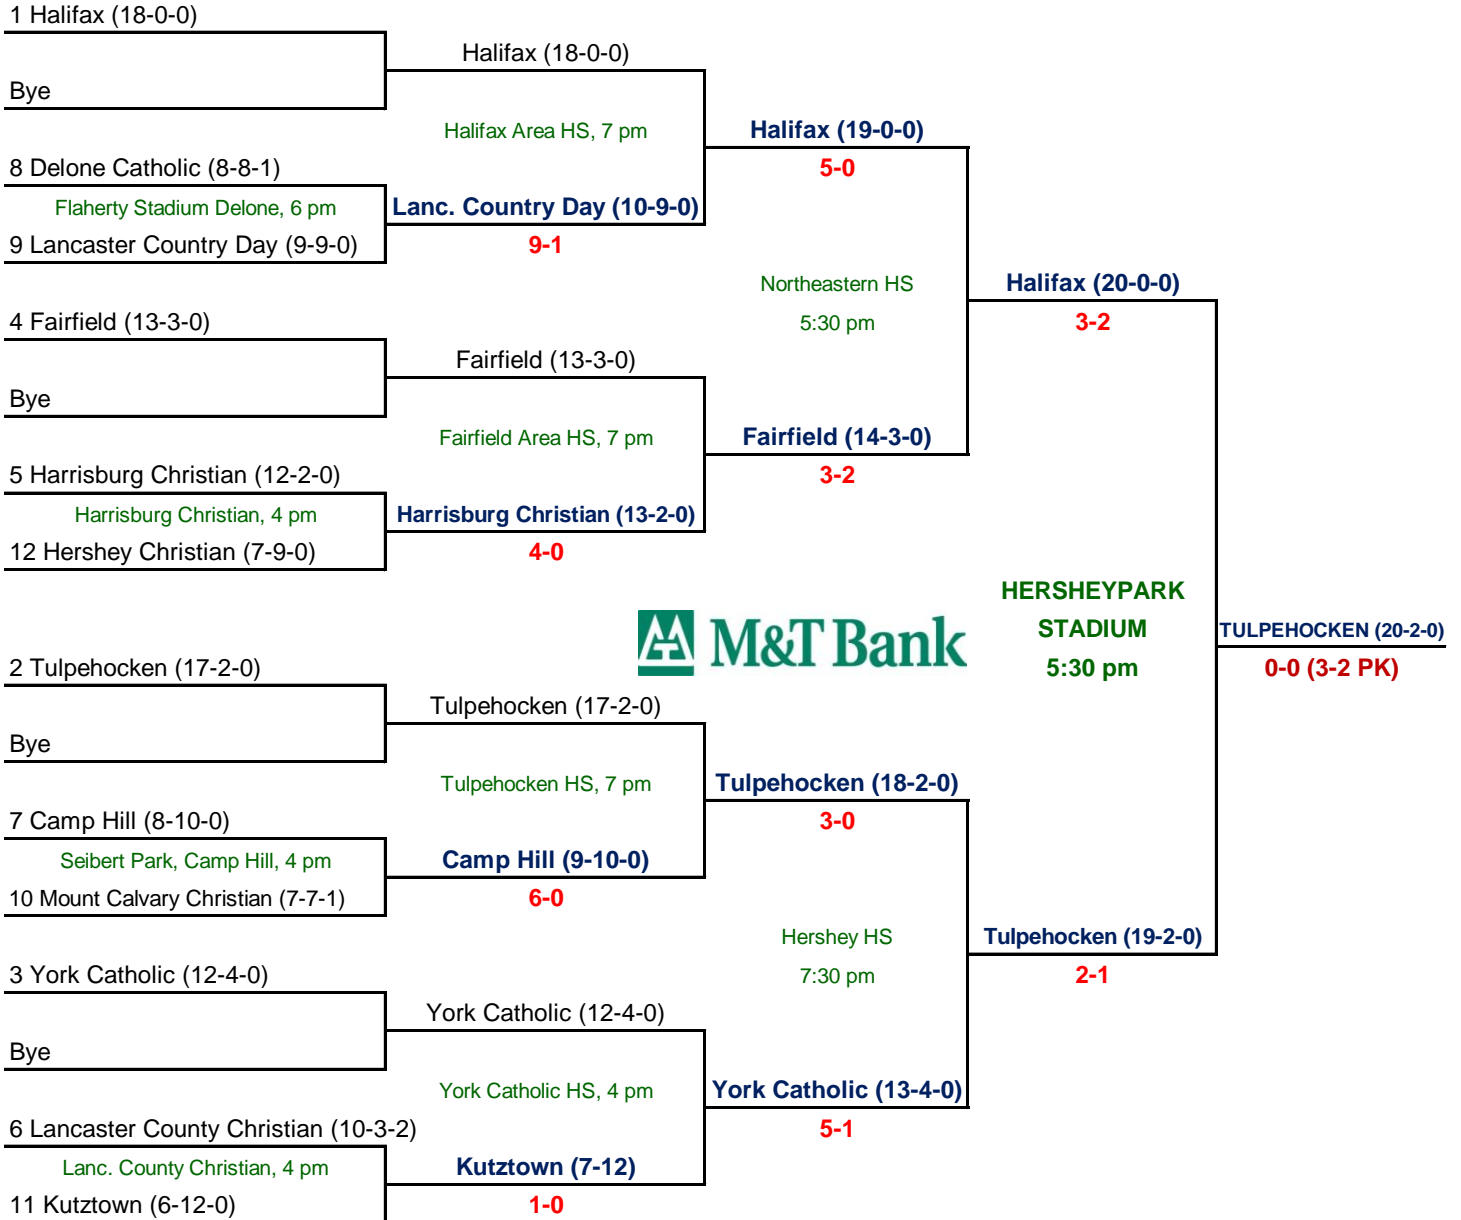 1 Halifax (18-0-0)
Halifax (18-0-0)
Bye
Halifax Area HS, 7 pm
Halifax (19-0-0)
5-0
8 Delone Catholic (8-8-1)
Flaherty Stadium Delone, 6 pm
Lanc. Country Day (10-9-0)
9 Lancaster Country Day (9-9-0)
9-1
Northeastern HS
5:30 pm
Halifax (20-0-0)
3-2
4 Fairfield (13-3-0)
Fairfield (13-3-0)
Bye
Fairfield Area HS, 7 pm
Fairfield (14-3-0)
3-2
5 Harrisburg Christian (12-2-0)
Harrisburg Christian, 4 pm
Harrisburg Christian (13-2-0)
12 Hershey Christian (7-9-0)
4-0
HERSHEYPARK
STADIUM
5:30 pm
M&T Bank
TULPEHOCKEN (20-2-0)
0-0 (3-2 PK)
2 Tulpehocken (17-2-0)
Tulpehocken (17-2-0)
Bye
Tulpehocken HS, 7 pm
Tulpehocken (18-2-0)
3-0
7 Camp Hill (8-10-0)
Seibert Park, Camp Hill, 4 pm
Camp Hill (9-10-0)
10 Mount Calvary Christian (7-7-1)
6-0
Hershey HS
7:30 pm
Tulpehocken (19-2-0)
2-1
3 York Catholic (12-4-0)
York Catholic (12-4-0)
Bye
York Catholic HS, 4 pm
York Catholic (13-4-0)
5-1
6 Lancaster County Christian (10-3-2)
Lanc. County Christian, 4 pm
Kutztown (7-12)
11 Kutztown (6-12-0)
1-0